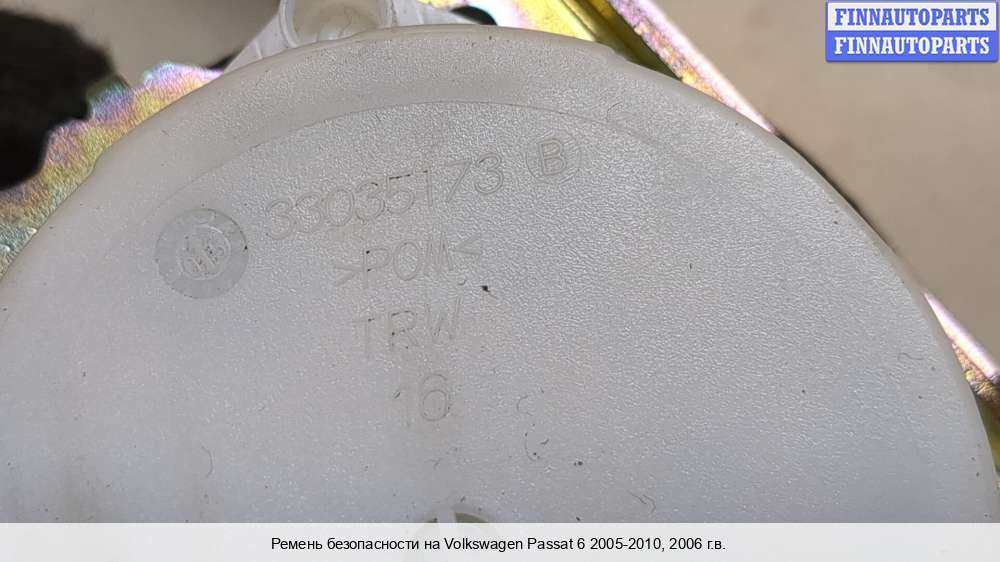 FINNAUTOPARTS
FINNAUTOPARTS
33035173 B
>POM<
TRW
16
Ремень безопасности на Volkswagen Passat 6 2005-2010, 2006 г.в.